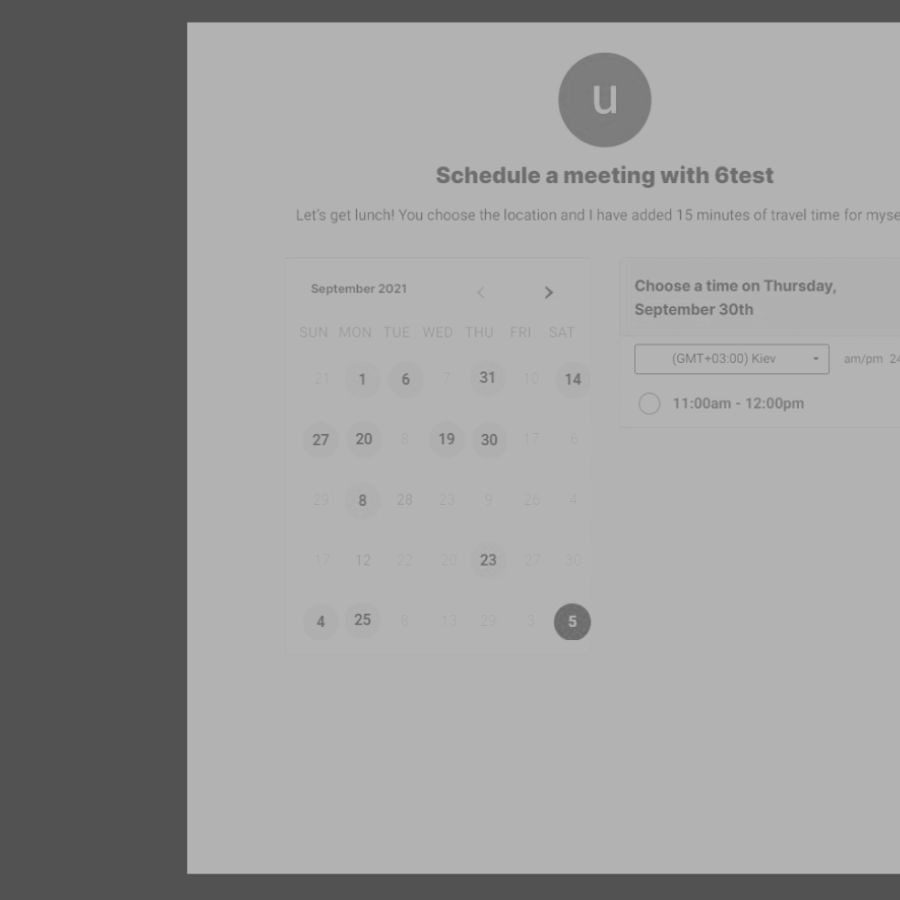 u
Schedule a meeting with 6test
Let's get lunch! You choose the location and I have added 15 minutes of travel time for myse
September 2021
SUN MON TUE WED THU FRI SAT
21 1 6 7 31 10 14
27 20 8 19 30 17 6
29 8 28 23 9 26 4
17 12 22 20 23 27 30
4 25 8 13 29 3 5
Choose a time on Thursday,
September 30th
(GMT+03:00) Kiev am/pm 24
11:00am - 12:00pm